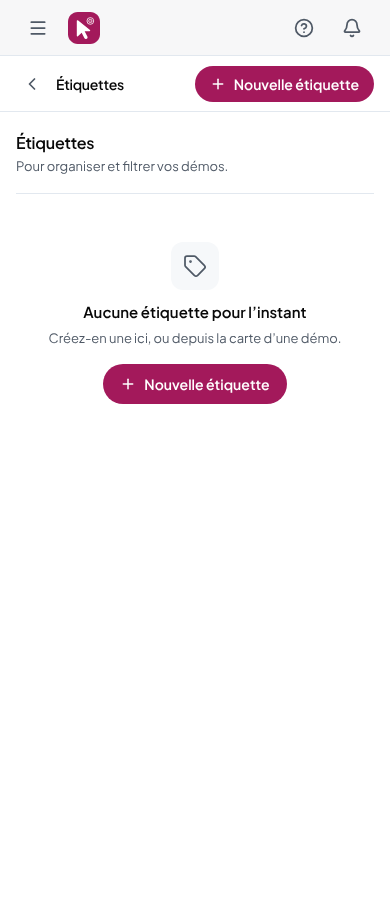 Étiquettes
Nouvelle étiquette
Étiquettes
Pour organiser et filtrer vos démos.
Aucune étiquette pour l’instant
Créez-en une ici, ou depuis la carte d’une démo.
Nouvelle étiquette